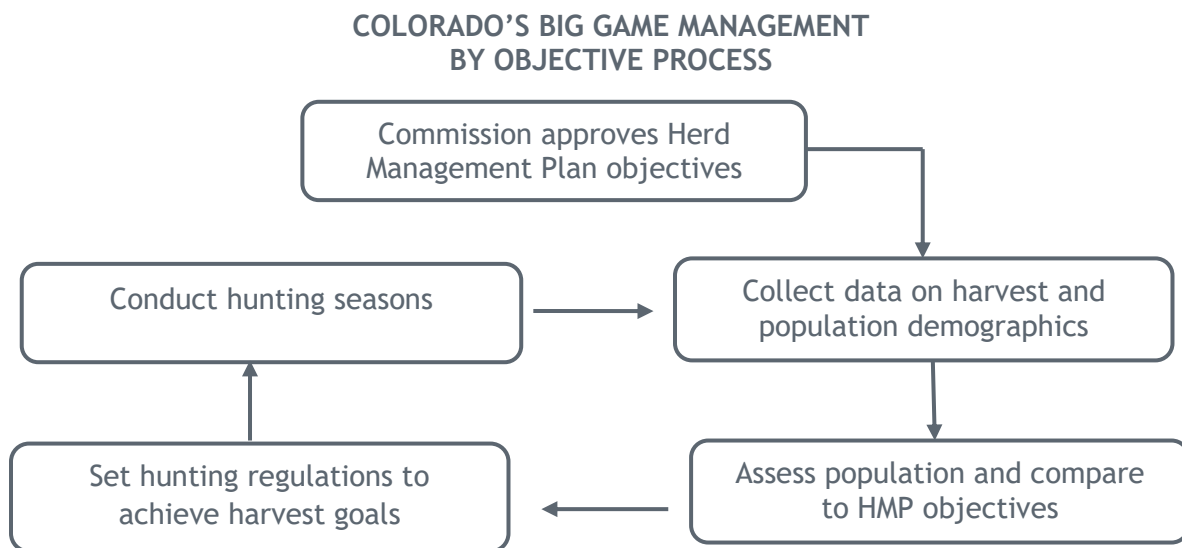 COLORADO’S BIG GAME MANAGEMENT
BY OBJECTIVE PROCESS
Commission approves Herd
Management Plan objectives
Conduct hunting seasons
Collect data on harvest and
population demographics
Set hunting regulations to
achieve harvest goals
Assess population and compare
to HMP objectives